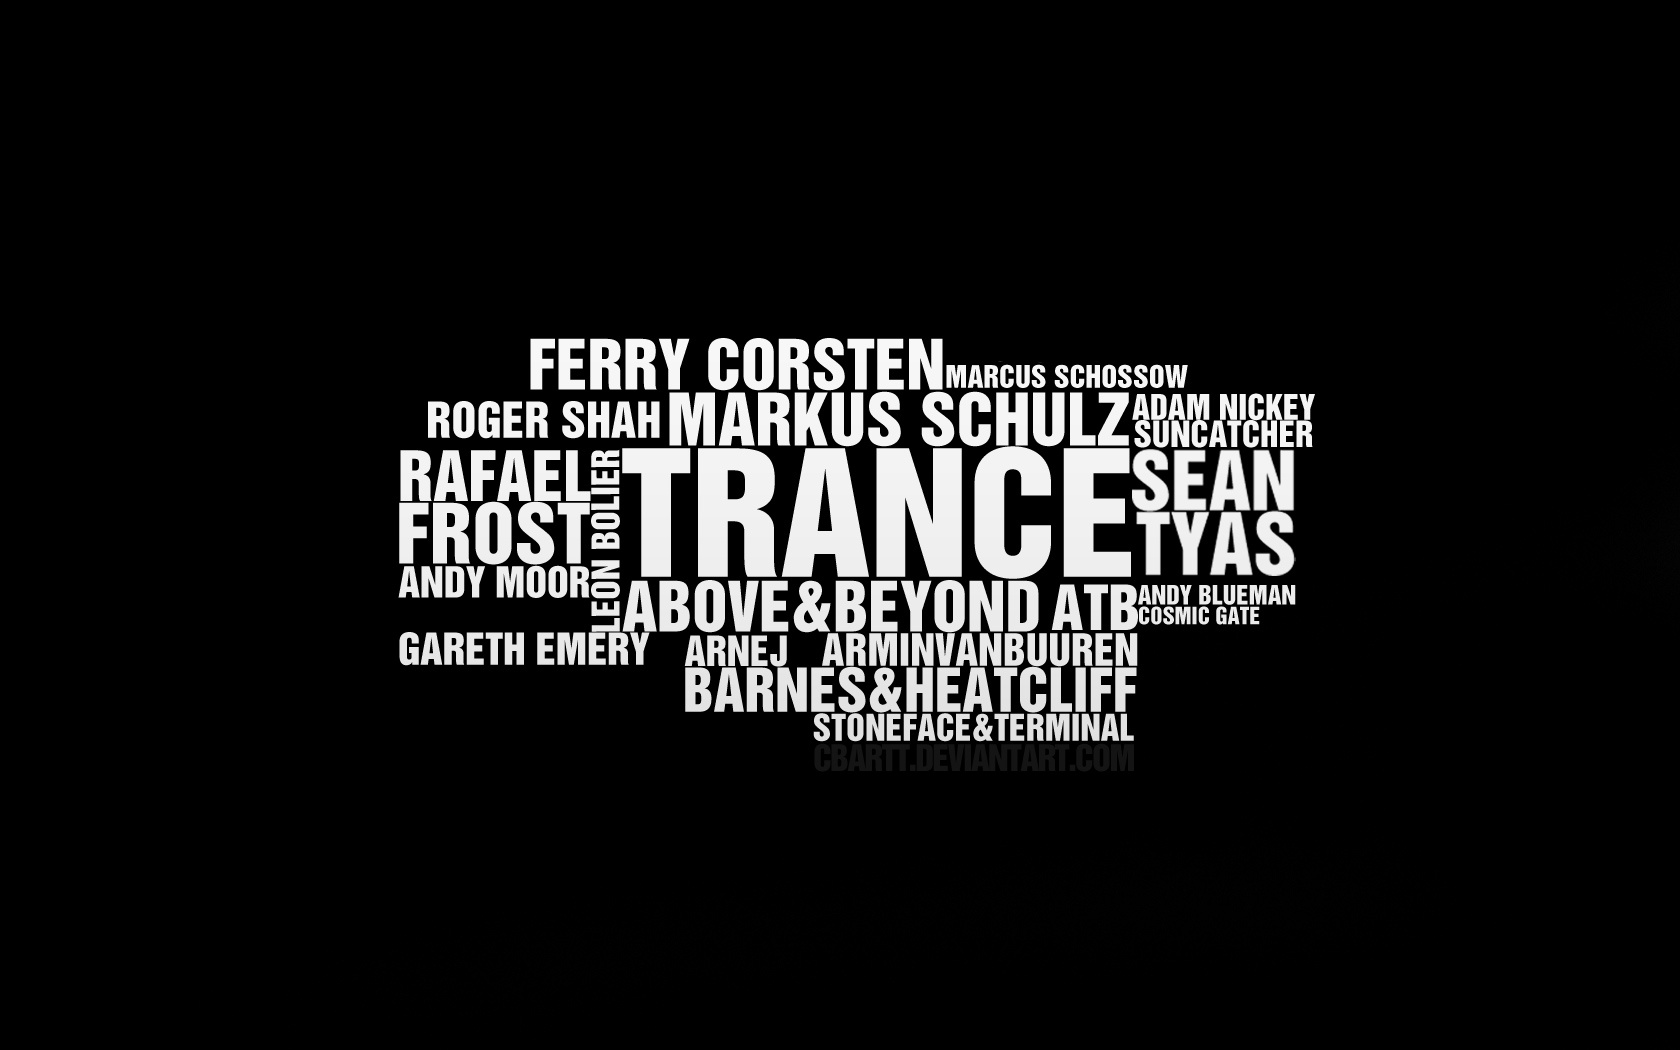 FERRY CORSTEN
MARCUS SCHOSSOW
ROGER SHAH
MARKUS SCHULZ
ADAM NICKEY
SUNCATCHER
RAFAEL
FROST
LEON BOLIER
TRANCE
SEAN
TYAS
ANDY MOOR
ABOVE&BEYOND
ATB
ANDY BLUEMAN
COSMIC GATE
GARETH EMERY
ARNEJ
ARMINVANBUUREN
BARNES&HEATCLIFF
STONEFACE&TERMINAL
CBARTT.DEVIANTART.COM